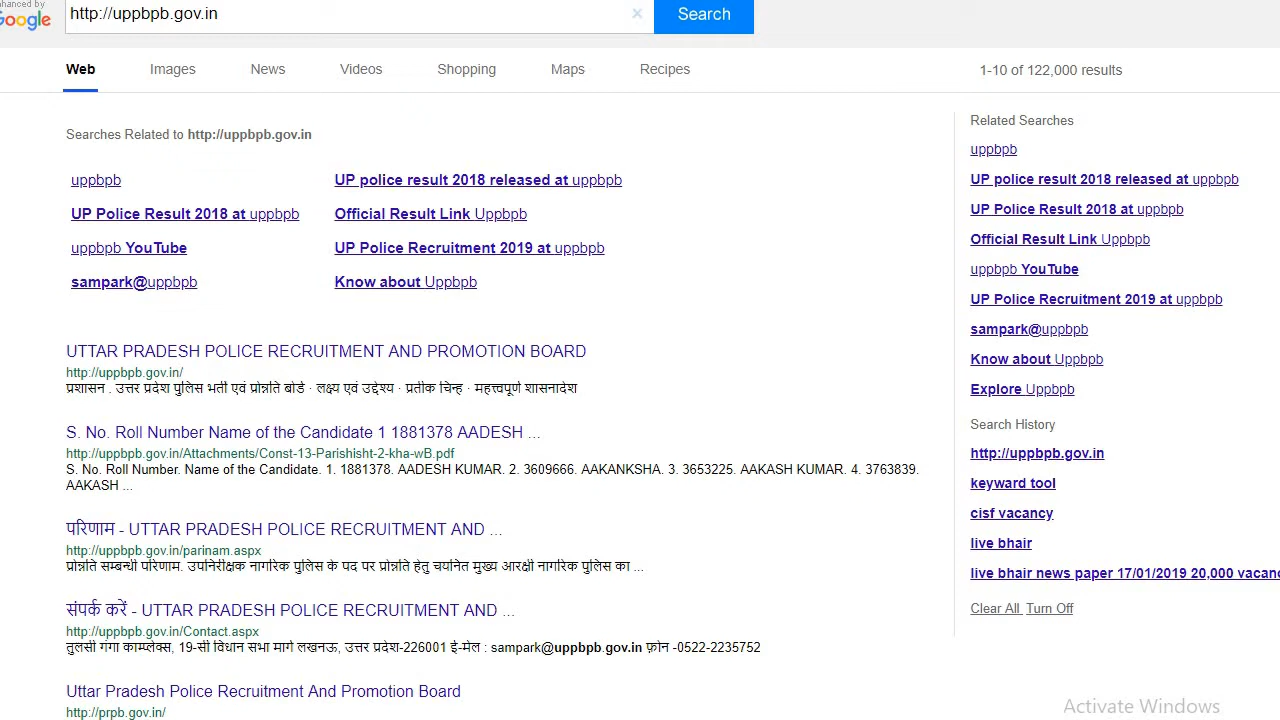 enhanced by
Google
http://uppbpb.gov.in
×
Search
Web
Images
News
Videos
Shopping
Maps
Recipes
1-10 of 122,000 results
Searches Related to http://uppbpb.gov.in
uppbpb
UP police result 2018 released at uppbpb
UP Police Result 2018 at uppbpb
Official Result Link Uppbpb
uppbpb YouTube
UP Police Recruitment 2019 at uppbpb
sampark@uppbpb
Know about Uppbpb
UTTAR PRADESH POLICE RECRUITMENT AND PROMOTION BOARD
http://uppbpb.gov.in/
प्रशासन . उत्तर प्रदेश पुलिस भर्ती एवं प्रोन्नति बोर्ड · लक्ष्य एवं उद्देश्य · प्रतीक चिन्ह · महत्त्वपूर्ण शासनादेश
S. No. Roll Number Name of the Candidate 1 1881378 AADESH ...
http://uppbpb.gov.in/Attachments/Const-13-Parishisht-2-kha-wB.pdf
S. No. Roll Number. Name of the Candidate. 1. 1881378. AADESH KUMAR. 2. 3609666. AAKANKSHA. 3. 3653225. AAKASH KUMAR. 4. 3763839.
AAKASH ...
परिणाम - UTTAR PRADESH POLICE RECRUITMENT AND ...
http://uppbpb.gov.in/parinam.aspx
प्रोन्नति सम्बन्धी परिणाम. उपनिरीक्षक नागरिक पुलिस के पद पर प्रोन्नति हेतु चयनित मुख्य आरक्षी नागरिक पुलिस का ...
संपर्क करें - UTTAR PRADESH POLICE RECRUITMENT AND ...
http://uppbpb.gov.in/Contact.aspx
तुलसी गंगा काम्प्लेक्स, 19-सी विधान सभा मार्ग लखनऊ, उत्तर प्रदेश-226001 ई-मेल : sampark@uppbpb.gov.in फ़ोन -0522-2235752
Uttar Pradesh Police Recruitment And Promotion Board
http://prpb.gov.in/
Related Searches
uppbpb
UP police result 2018 released at uppbpb
UP Police Result 2018 at uppbpb
Official Result Link Uppbpb
uppbpb YouTube
UP Police Recruitment 2019 at uppbpb
sampark@uppbpb
Know about Uppbpb
Explore Uppbpb
Search History
http://uppbpb.gov.in
keyward tool
cisf vacancy
live bhair
live bhair news paper 17/01/2019 20,000 vacanc
Clear All Turn Off
Activate Windows